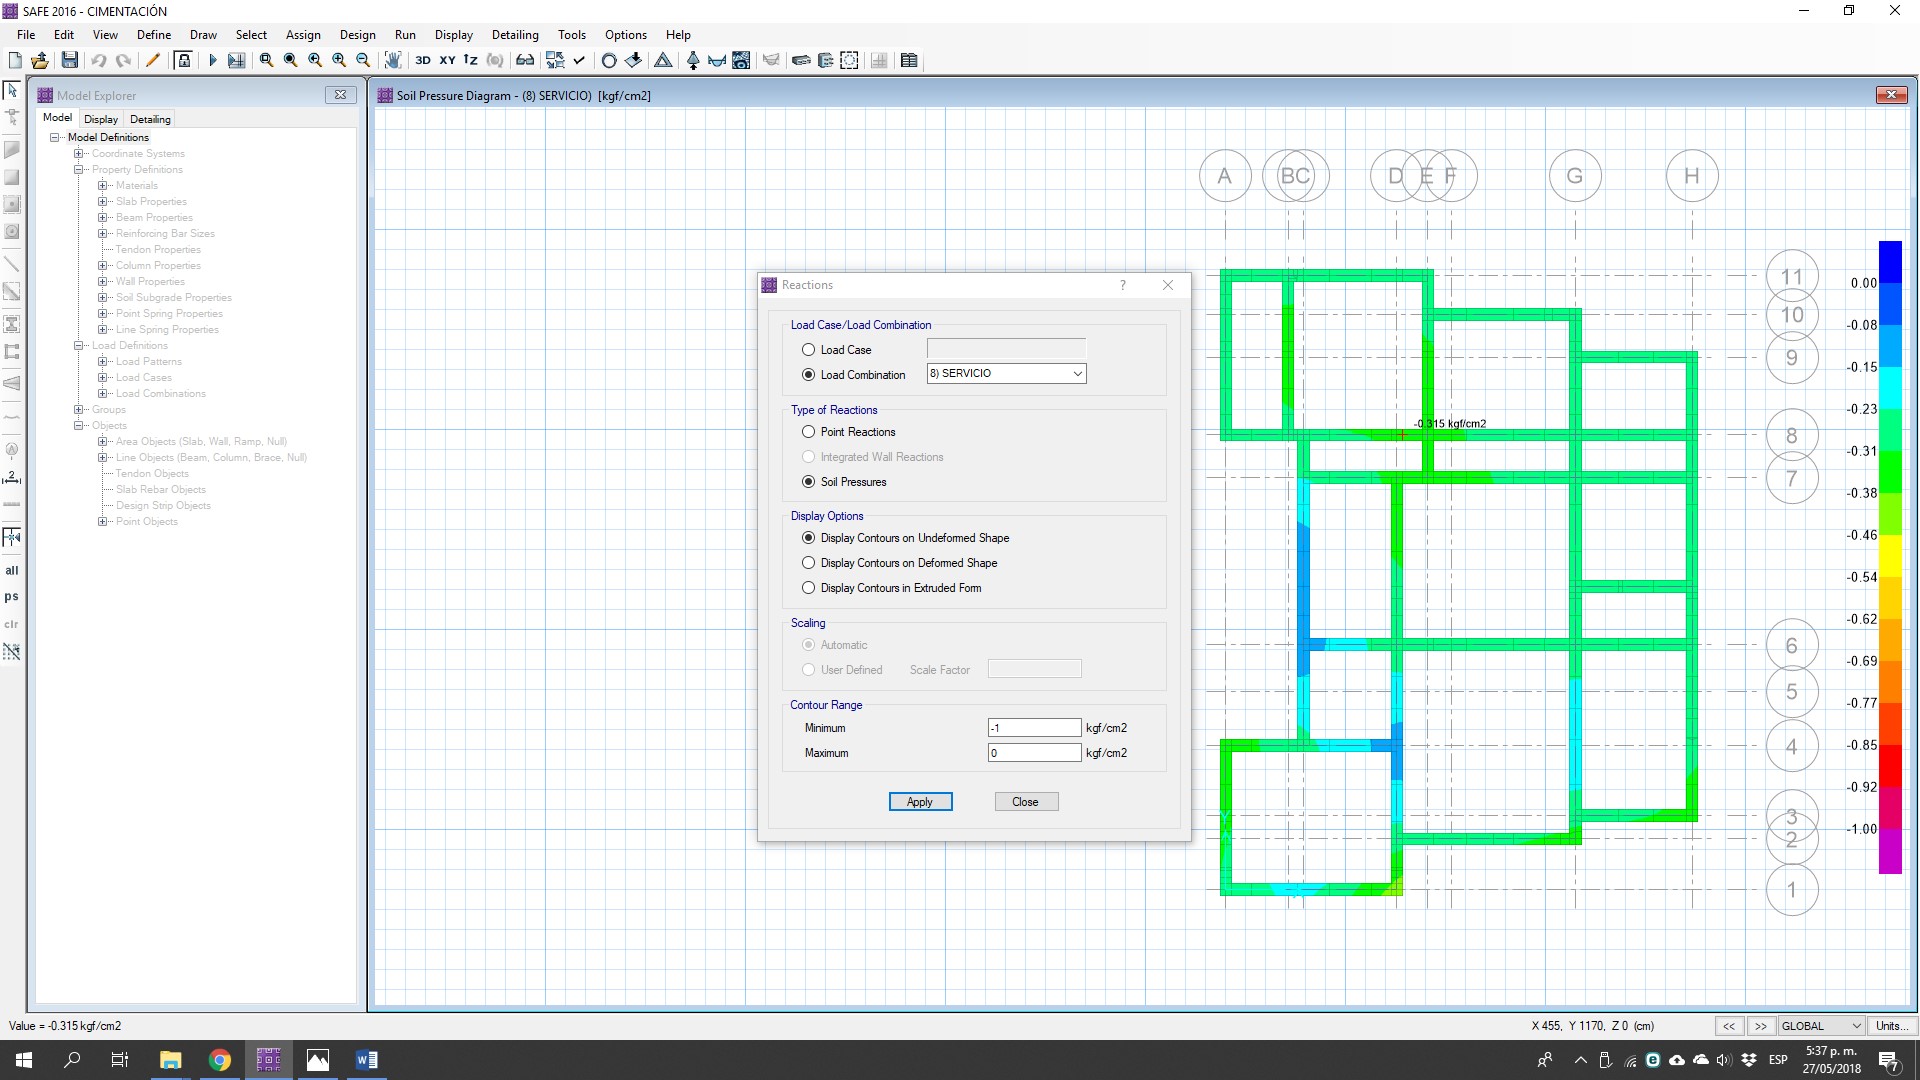 SAFE 2016 - CIMENTACIÓN
File Edit View Define Draw Select Assign Design Run Display Detailing Tools Options Help
3D XY
Model Explorer
Model Display Detailing
Model Definitions
Coordinate Systems
Property Definitions
Materials
Slab Properties
Beam Properties
Reinforcing Bar Sizes
Tendon Properties
Column Properties
Wall Properties
Soil Subgrade Properties
Point Spring Properties
Line Spring Properties
Load Definitions
Load Patterns
Load Cases
Load Combinations
Groups
Objects
Area Objects (Slab, Wall, Ramp, Null)
Line Objects (Beam, Column, Brace, Null)
Tendon Objects
Slab Rebar Objects
Design Strip Objects
Point Objects
all
ps
clr
Soil Pressure Diagram - (8) SERVICIO) [kgf/cm2]
A B C D E F G H
11
10
9
8
7
6
5
4
3
2
1
-0.315 kgf/cm2
0.00
-0.08
-0.15
-0.23
-0.31
-0.38
-0.46
-0.54
-0.62
-0.69
-0.77
-0.85
-0.92
-1.00
Reactions
?
Load Case/Load Combination
Load Case
Load Combination 8) SERVICIO
Type of Reactions
Point Reactions
Integrated Wall Reactions
Soil Pressures
Display Options
Display Contours on Undeformed Shape
Display Contours on Deformed Shape
Display Contours in Extruded Form
Scaling
Automatic
User Defined Scale Factor
Contour Range
Minimum -1 kgf/cm2
Maximum 0 kgf/cm2
Apply Close
Value = -0.315 kgf/cm2
X 455, Y 1170, Z 0 (cm) << >> GLOBAL Units...
ESP
5:37 p. m.
27/05/2018
7